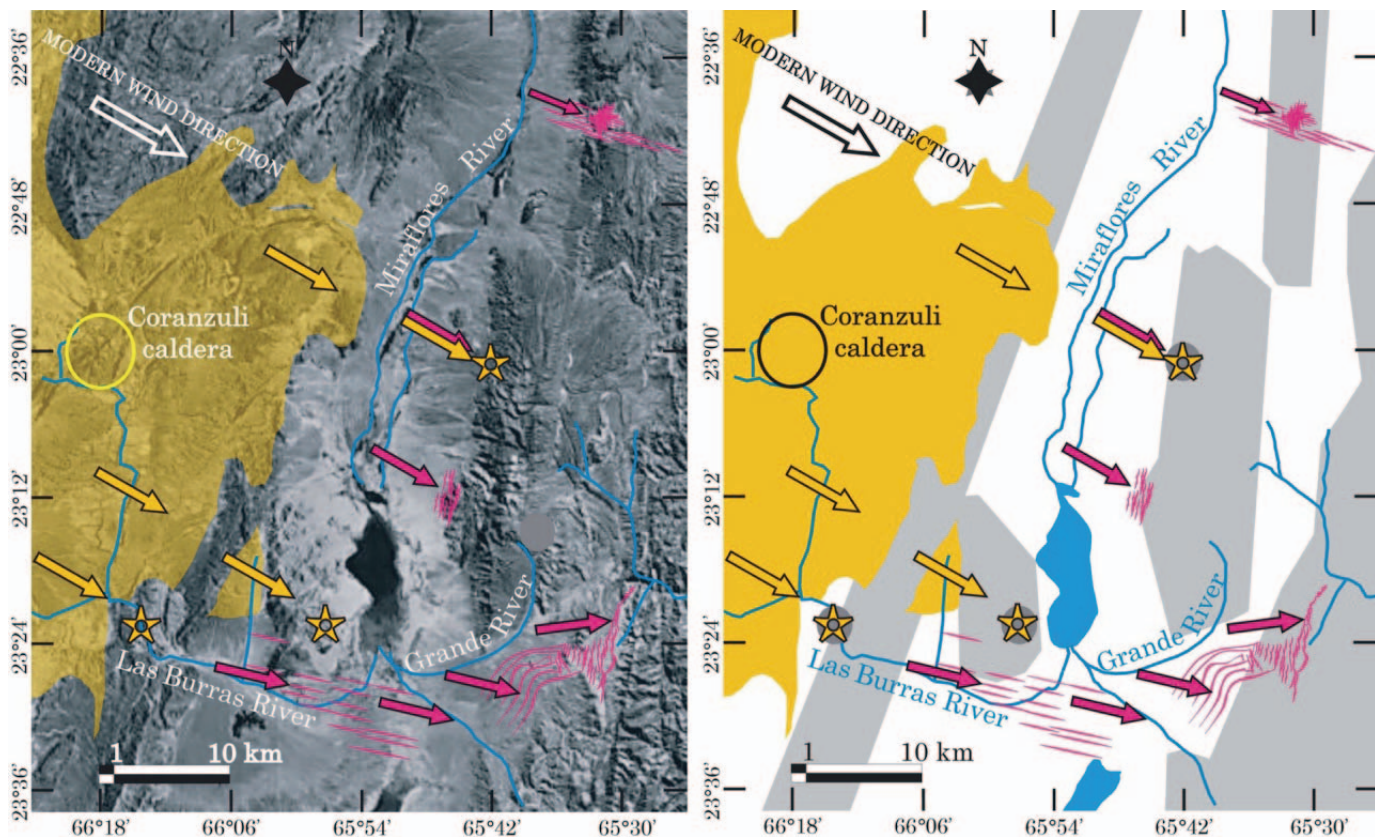 N
MODERN WIND DIRECTION
Miraflores River
Coranzuli
caldera
Grande River
Las Burras River
1 10 km
22°36'
22°48'
23°00'
23°12'
23°24'
23°36'
66°18' 66°06' 65°54' 65°42' 65°30'
N
MODERN WIND DIRECTION
Miraflores River
Coranzuli
caldera
Grande River
Las Burras River
1 10 km
22°36'
22°48'
23°00'
23°12'
23°24'
23°36'
66°18' 66°06' 65°54' 65°42' 65°30'